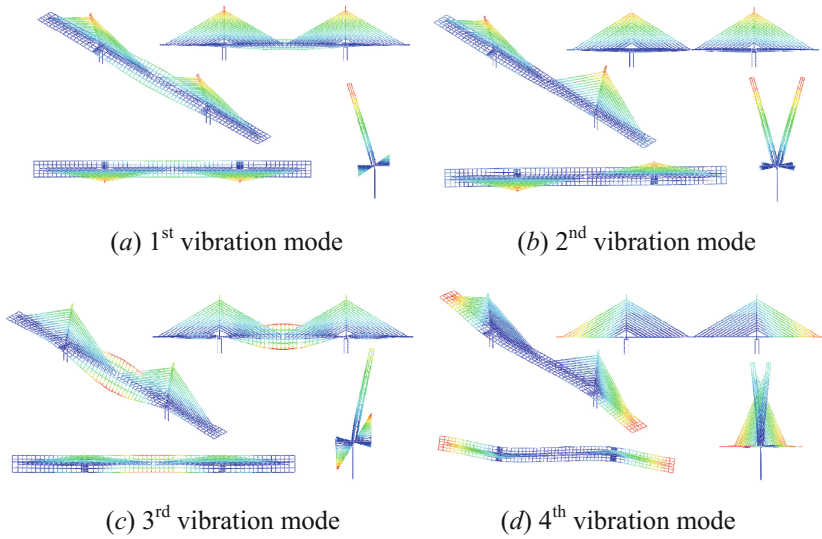 (a) 1st vibration mode
(b) 2nd vibration mode
(c) 3rd vibration mode
(d) 4th vibration mode